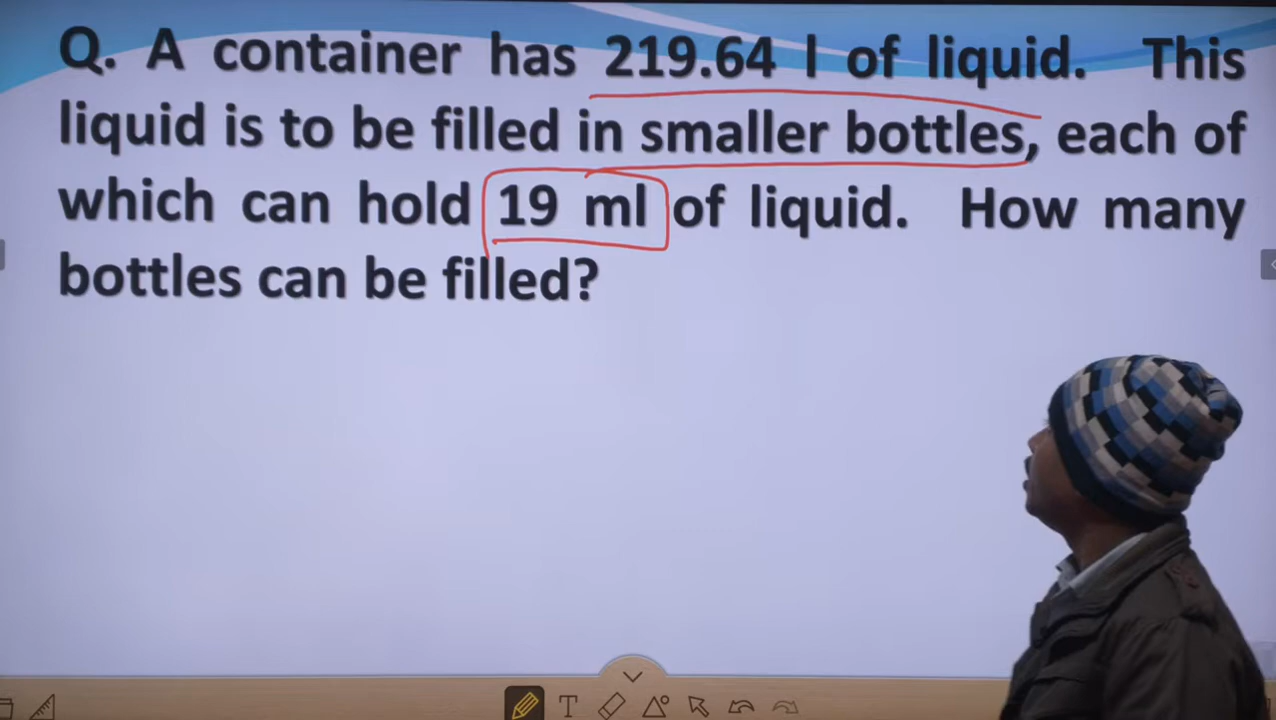 Q. A container has 219.64 l of liquid. This
liquid is to be filled in smaller bottles, each of
which can hold 19 ml of liquid. How many
bottles can be filled?
T